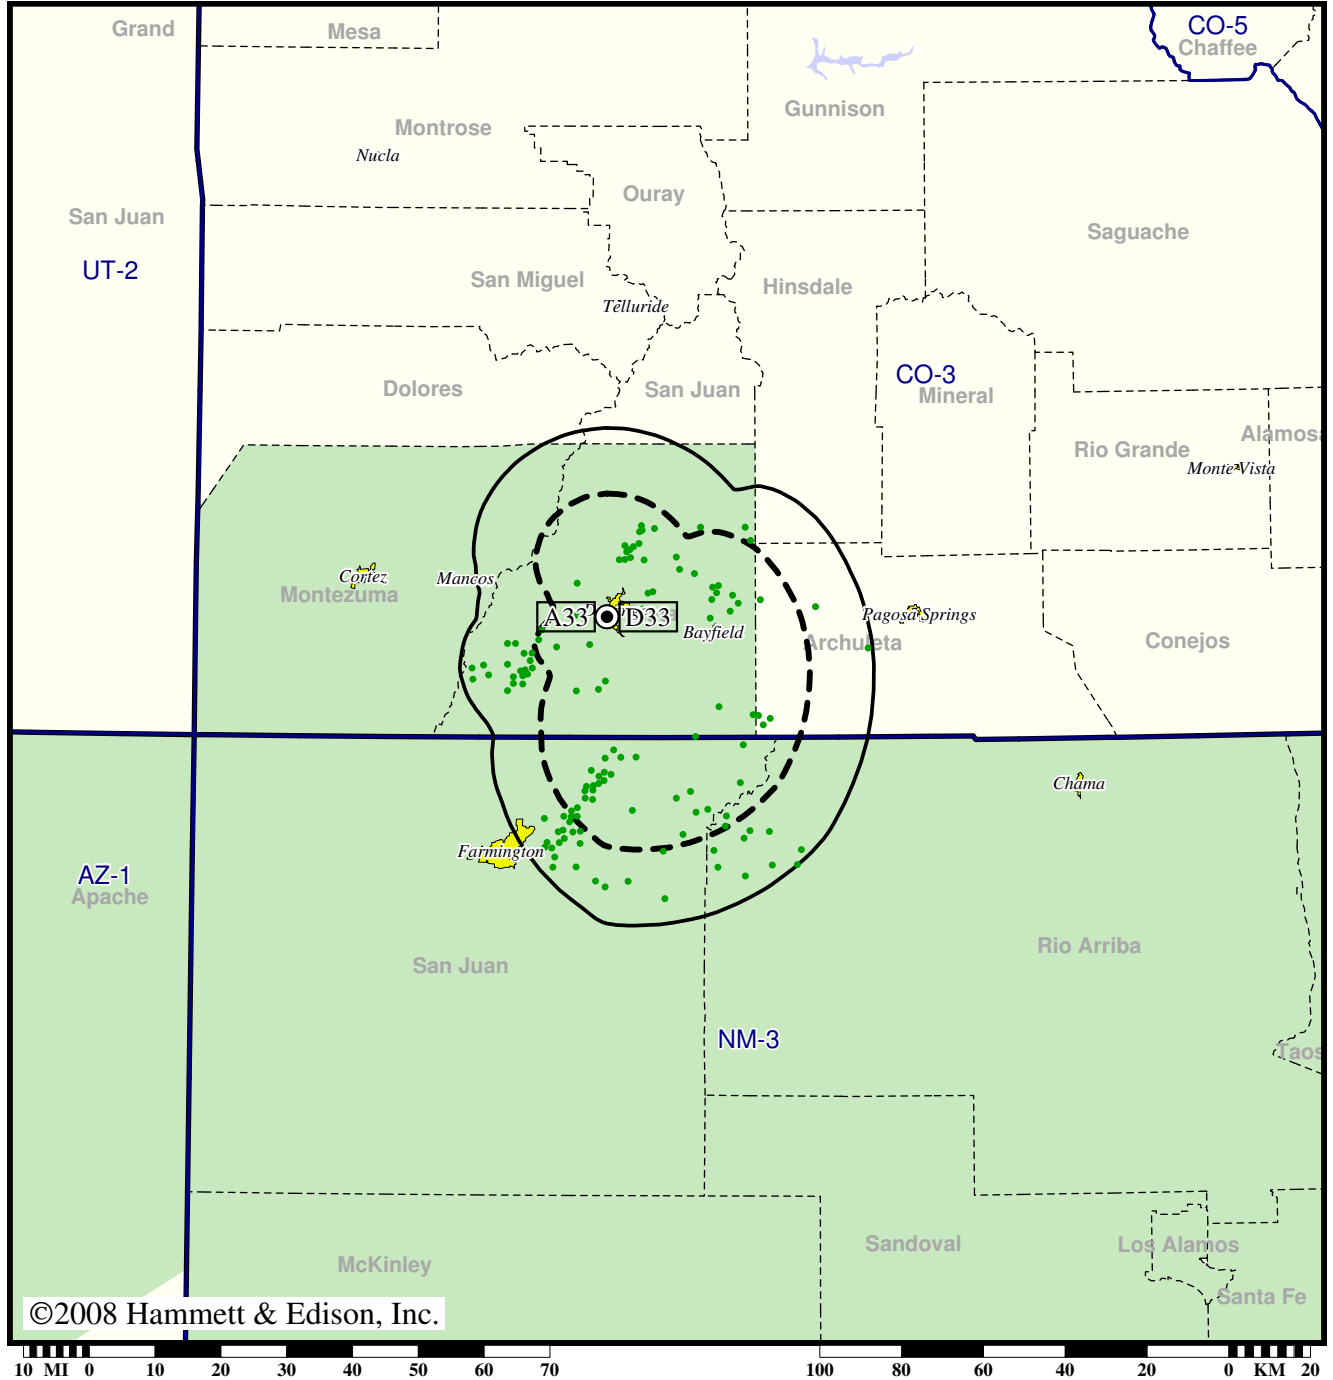 Grand
Mesa
CO-5
Chaffee
Gunnison
Montrose
Nucla
Ouray
San Juan
Saguache
UT-2
San Miguel
Hinsdale
Telluride
CO-3
Dolores
San Juan
Mineral
Alamosa
Rio Grande
Monte Vista
Cortez
Mancos
Montezuma
A33
D33
Pagosa Springs
Bayfield
Archuleta
Conejos
Chama
Farmington
AZ-1
Apache
Rio Arriba
San Juan
NM-3
Taos
Sandoval
Los Alamos
McKinley
Santa Fe
©2008 Hammett & Edison, Inc.
10 MI 0 10 20 30 40 50 60 70 100 80 60 40 20 0 KM 20